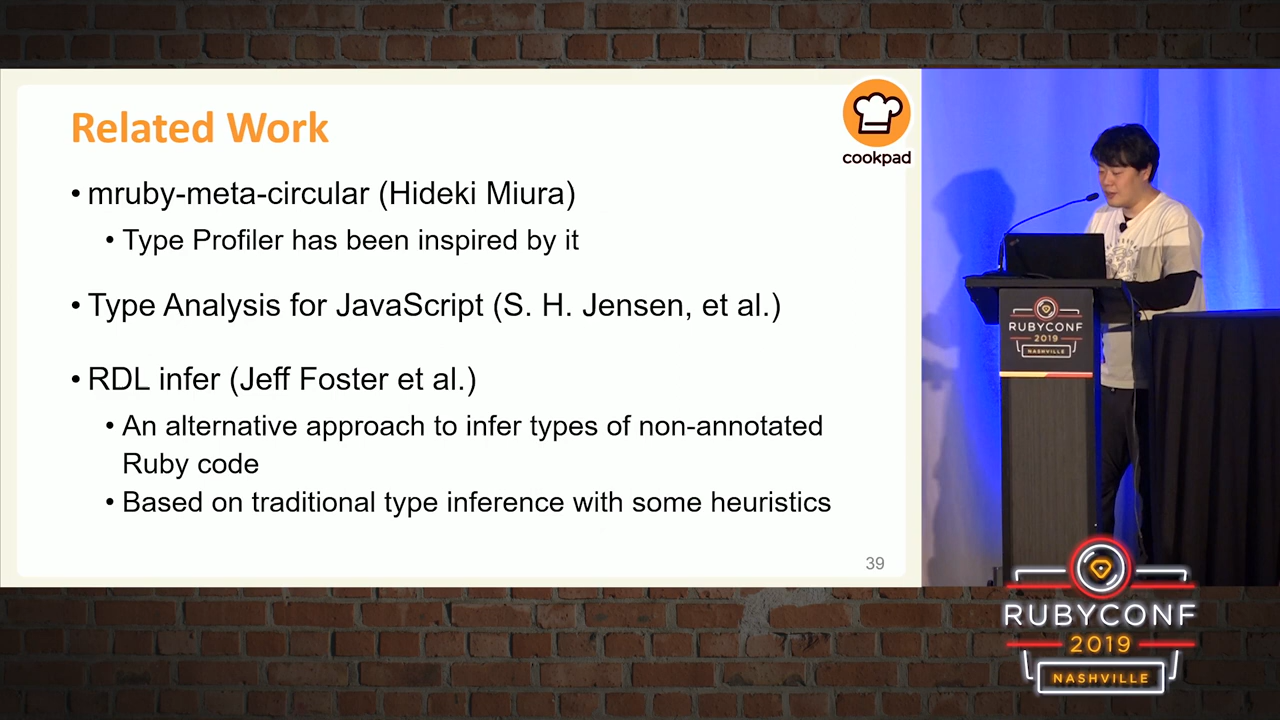 Related Work
cookpad
• mruby-meta-circular (Hideki Miura)
• Type Profiler has been inspired by it
• Type Analysis for JavaScript (S. H. Jensen, et al.)
• RDL infer (Jeff Foster et al.)
• An alternative approach to infer types of non-annotated
Ruby code
• Based on traditional type inference with some heuristics
39
RUBYCONF
2019
NASHVILLE
RUBYCONF
2019
NASHVILLE